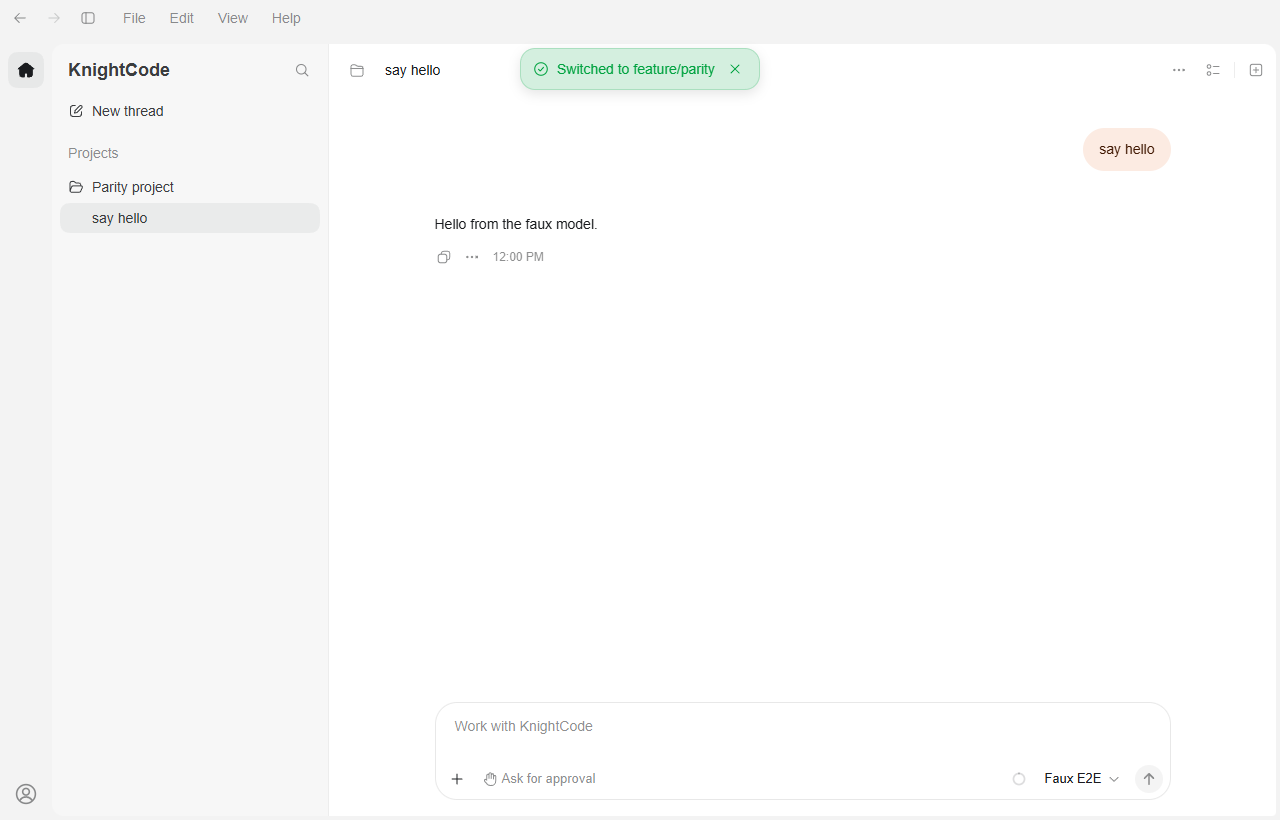 File Edit View Help
KnightCode
New thread
Projects
Parity project
say hello
say hello
Switched to feature/parity
say hello
Hello from the faux model.
12:00 PM
Work with KnightCode
Ask for approval
Faux E2E